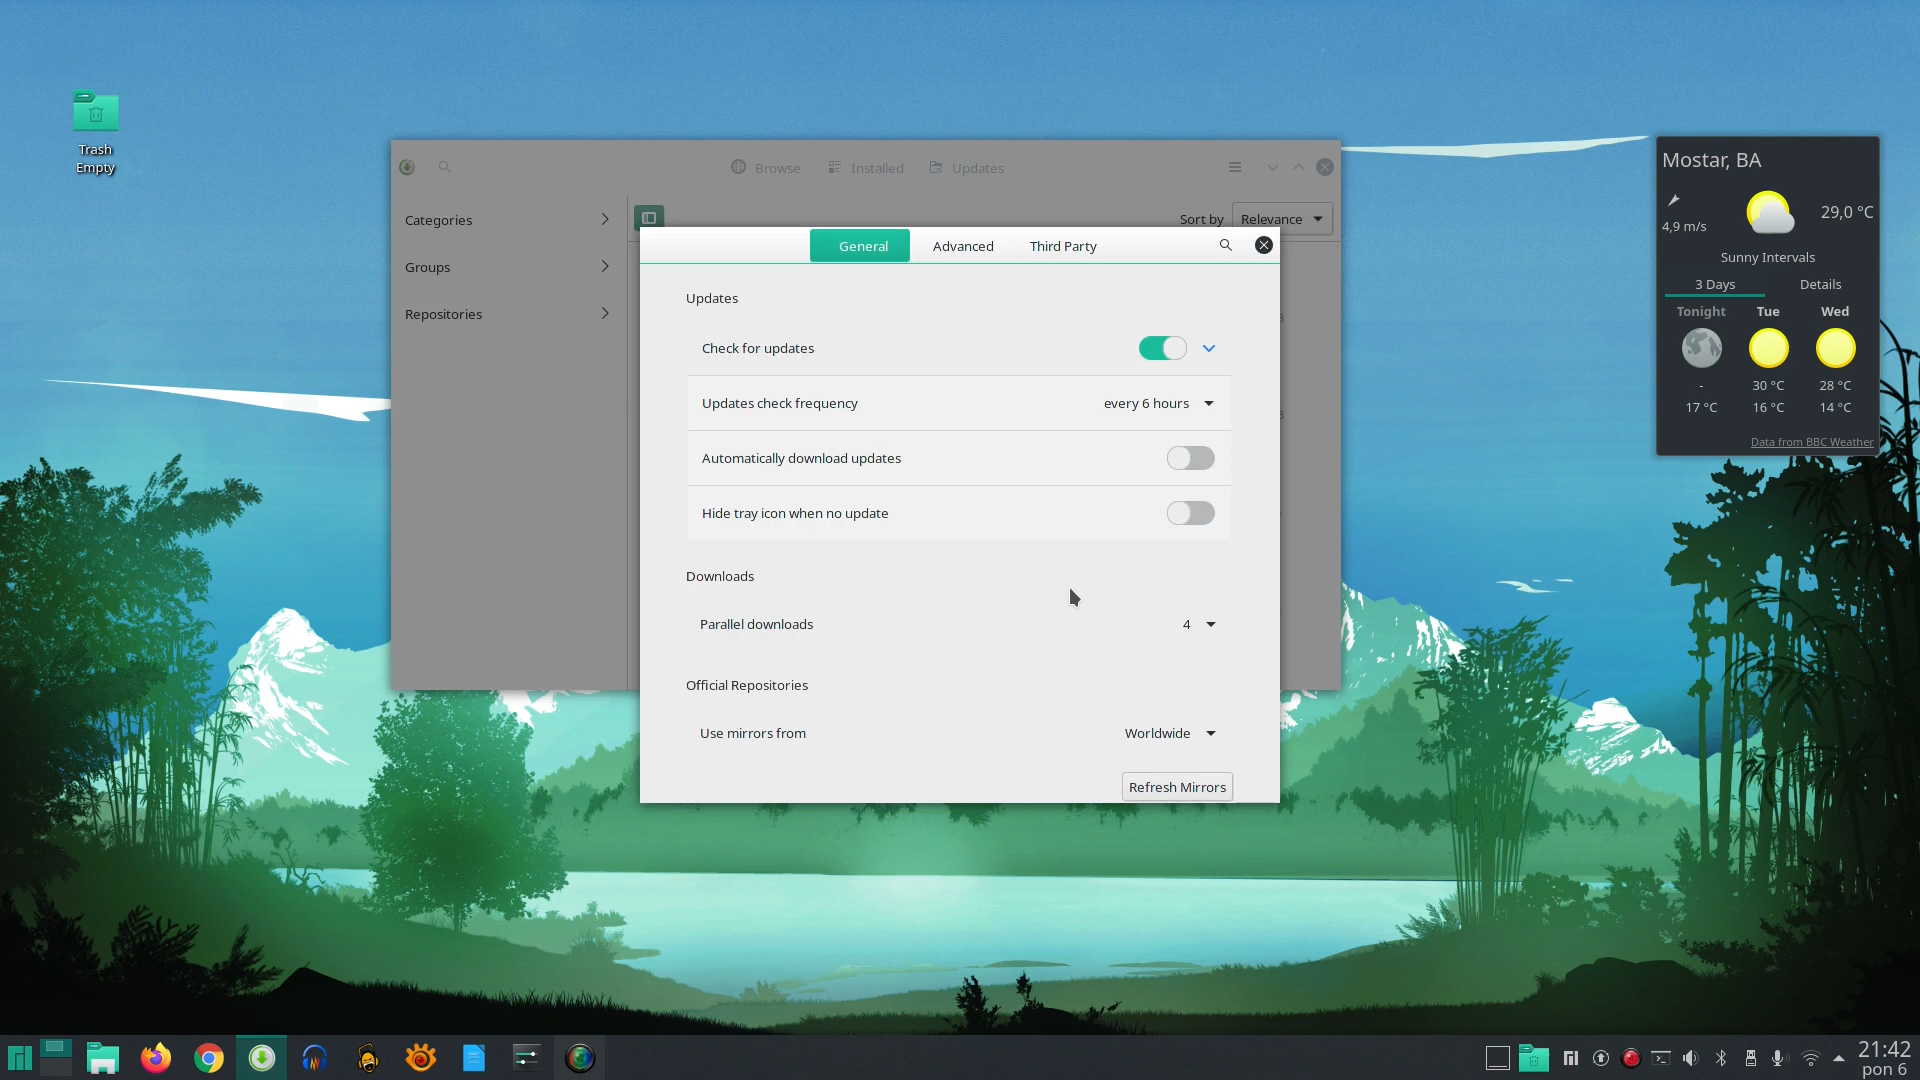 Trash
Empty
Browse
Installed
Updates
Categories
Groups
Repositories
Sort by
Relevance
General
Advanced
Third Party
Updates
Check for updates
Updates check frequency
every 6 hours
Automatically download updates
Hide tray icon when no update
Downloads
Parallel downloads
4
Official Repositories
Use mirrors from
Worldwide
Refresh Mirrors
Mostar, BA
4,9 m/s
29,0 °C
Sunny Intervals
3 Days
Details
Tonight
Tue
Wed
-
30 °C
28 °C
17 °C
16 °C
14 °C
Data from BBC Weather
21:42
pon 6